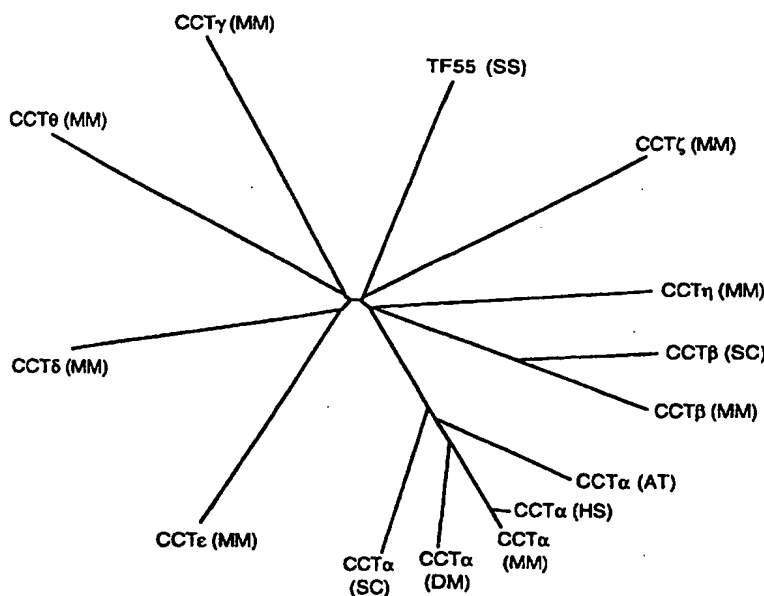 CCTγ (MM)
TF55 (SS)
CCTθ (MM)
CCTζ (MM)
CCTη (MM)
CCTδ (MM)
CCTβ (SC)
CCTβ (MM)
CCTα (AT)
CCTα (HS)
CCTε (MM)
CCTα
(MM)
CCTα
(DM)
CCTα
(SC)